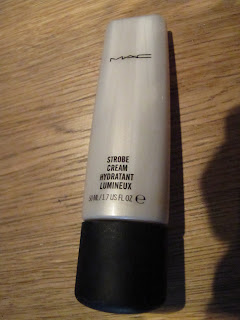 MAC
STROBE
CREAM
HYDRATANT
LUMINEUX
50 ML / 1.7 US FL OZ ℮